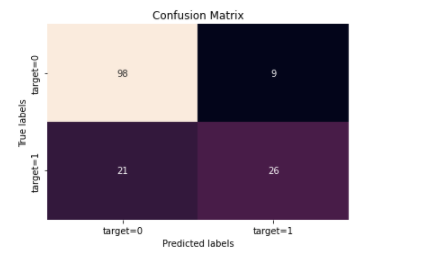 Confusion Matrix
True labels
target=0
98
9
target=1
21
26
target=0
target=1
Predicted labels